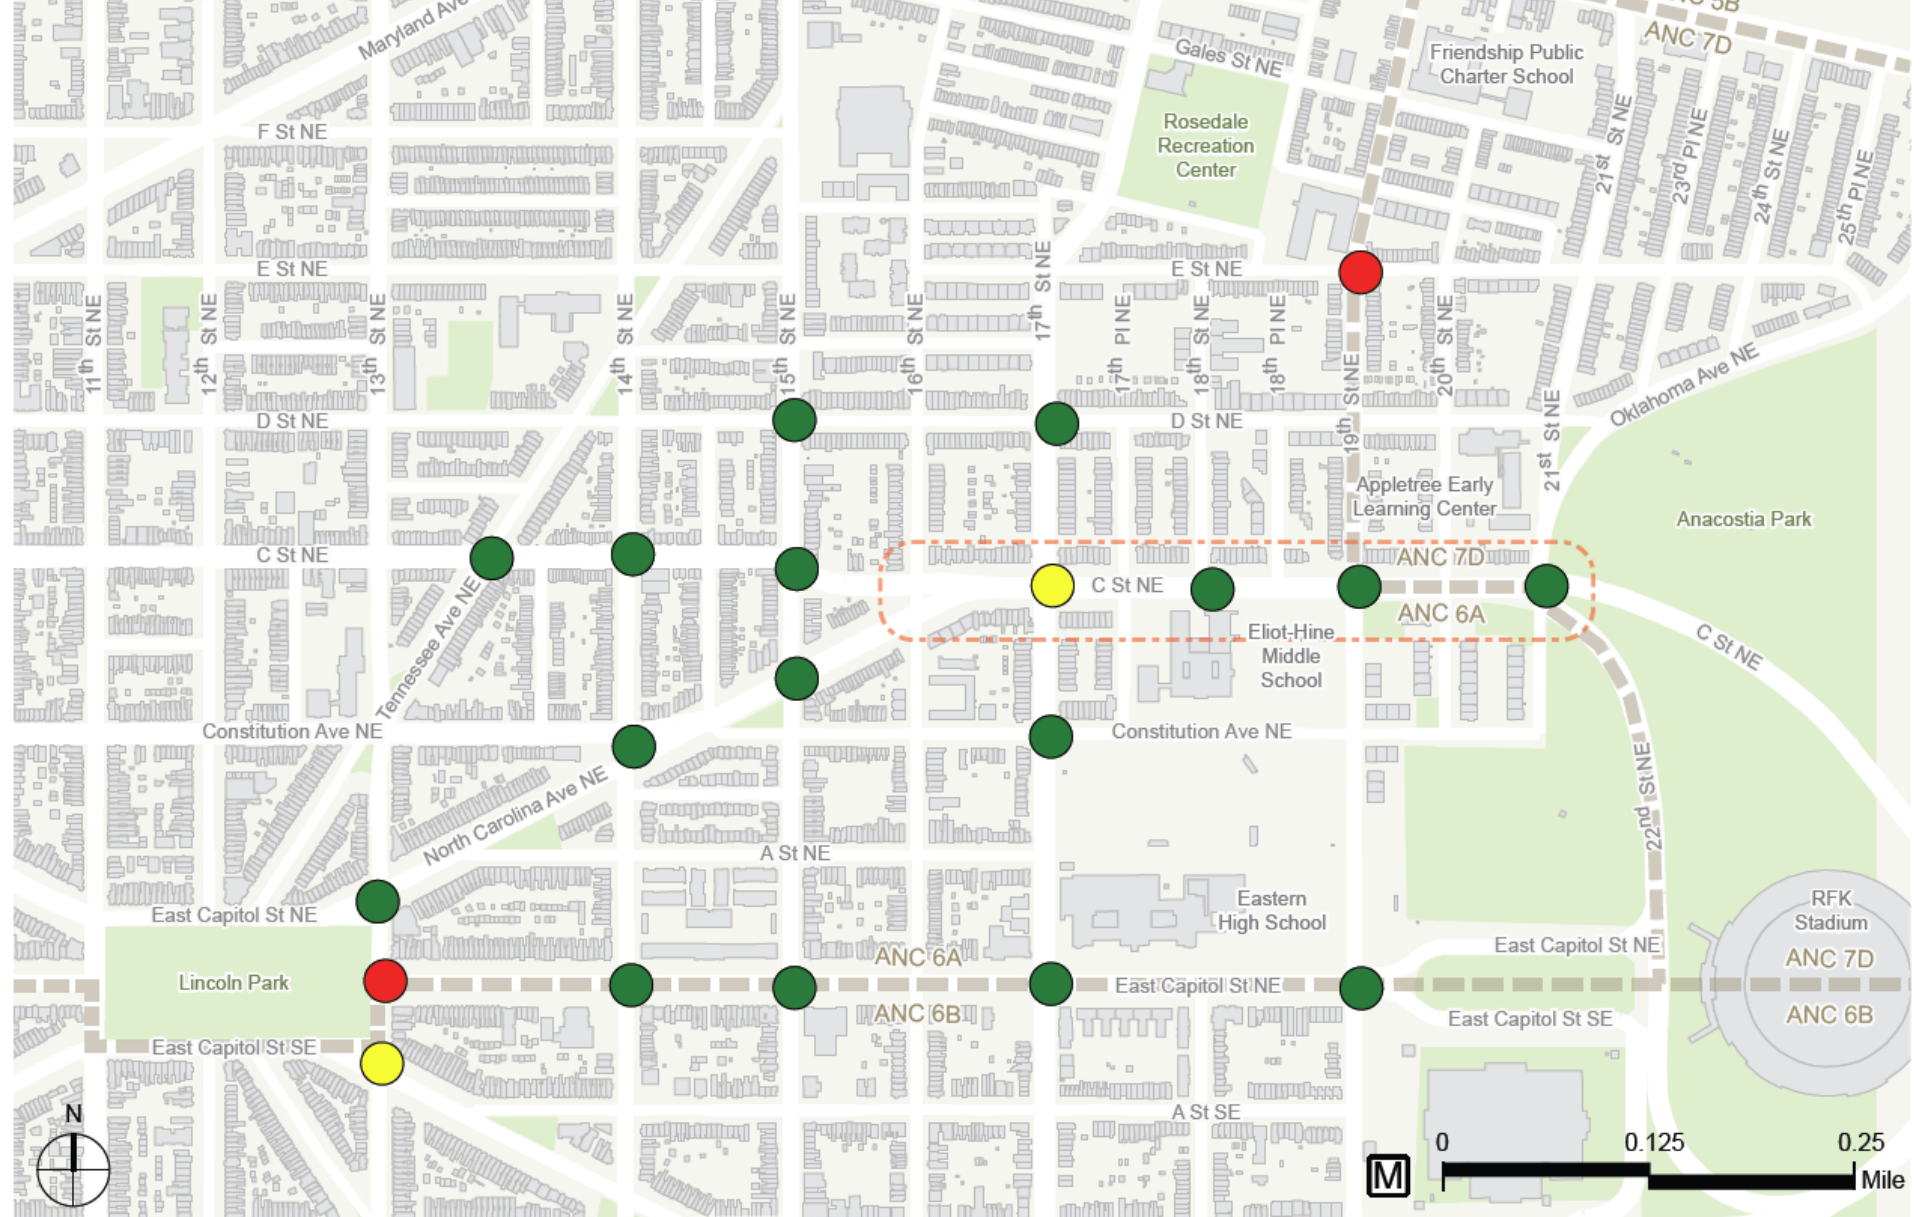 Maryland Ave
ANC 5B
ANC 7D
Gales St NE
Friendship Public
Charter School
Rosedale
Recreation
Center
F St NE
21st St NE
23rd Pl NE
24th St NE
25th Pl NE
E St NE
E St NE
11th St NE
12th St NE
13th St NE
14th St NE
15th St NE
16th St NE
17th St NE
17th Pl NE
18th St NE
18th Pl NE
19th St NE
20th St NE
21st St NE
Oklahoma Ave NE
D St NE
D St NE
Appletree Early
Learning Center
Anacostia Park
C St NE
ANC 7D
C St NE
ANC 6A
Tennessee Ave NE
Eliot-Hine
Middle
School
C St NE
Constitution Ave NE
Constitution Ave NE
22nd St NE
North Carolina Ave NE
A St NE
East Capitol St NE
Eastern
High School
RFK
Stadium
East Capitol St NE
ANC 6A
ANC 7D
Lincoln Park
East Capitol St NE
ANC 6B
ANC 6B
East Capitol St SE
East Capitol St SE
A St SE
N
M
0 0.125 0.25
Mile